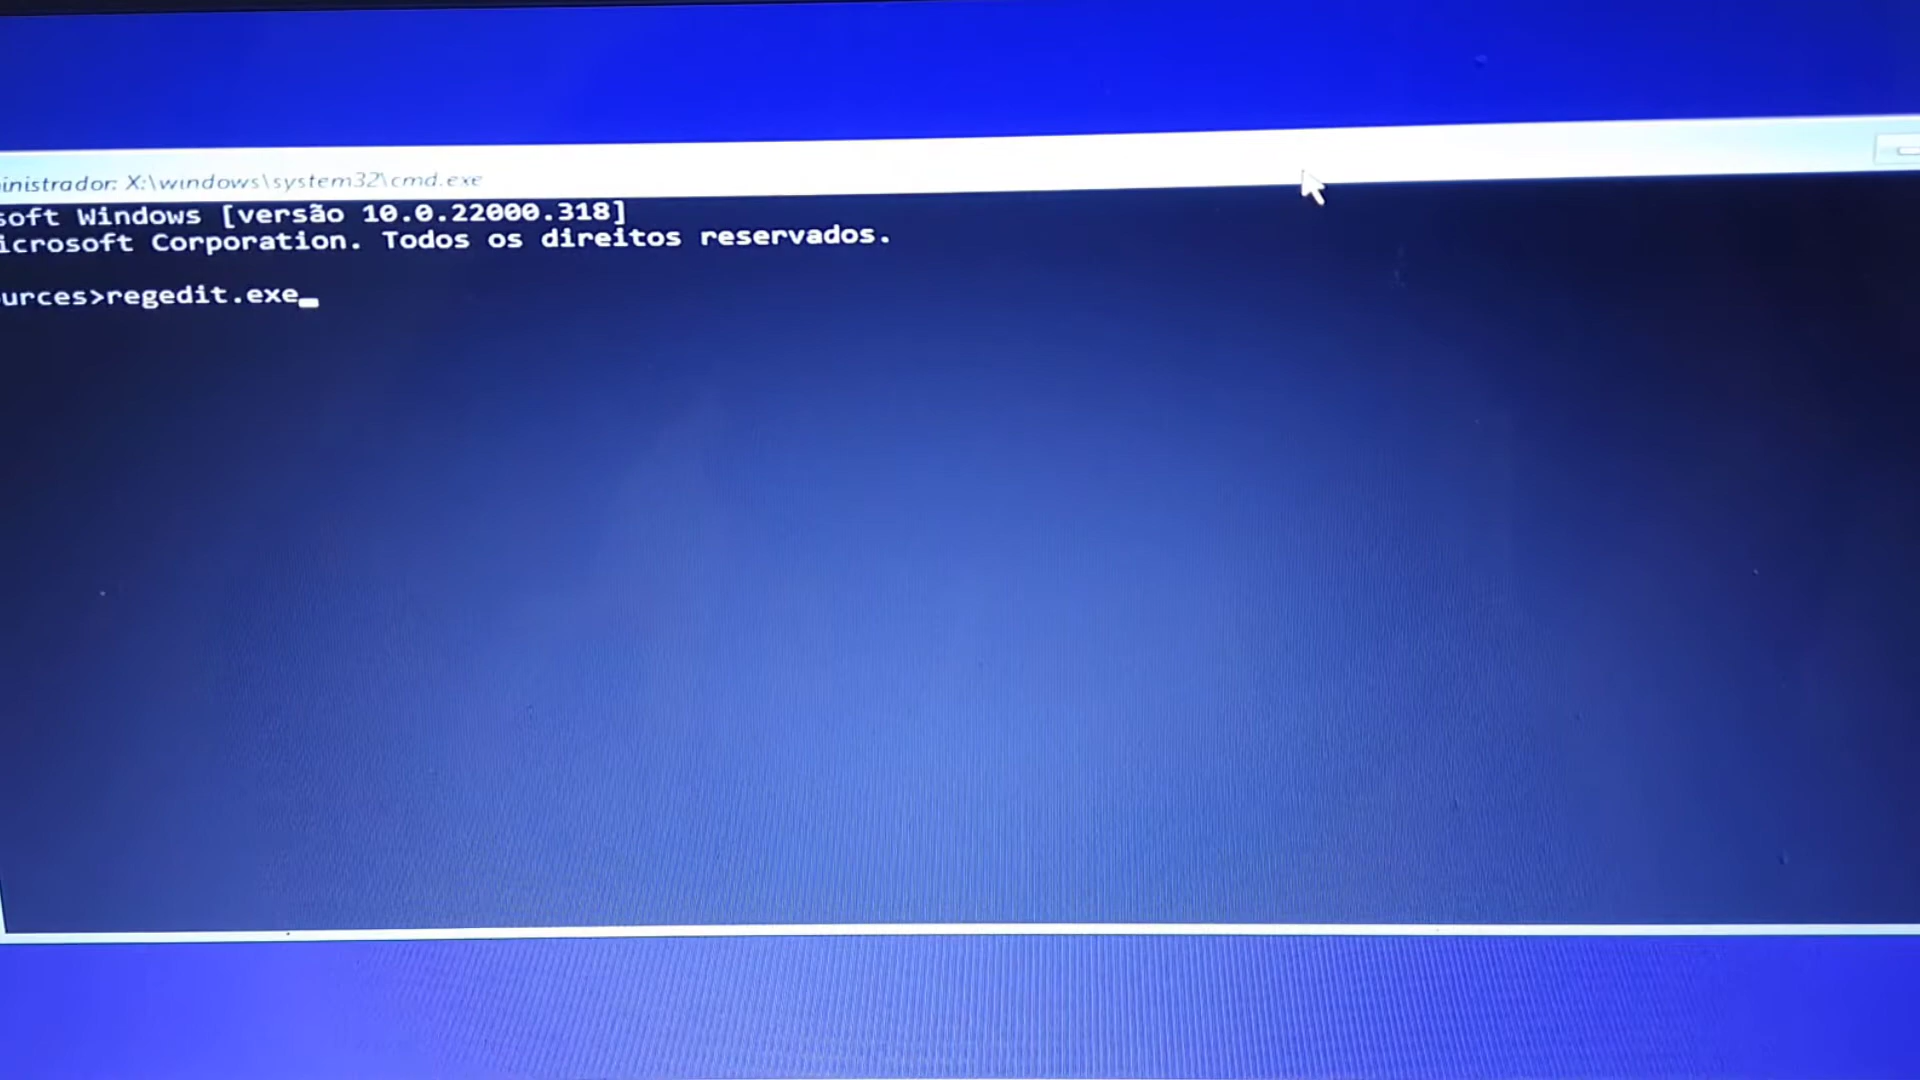 inistrador: X:\windows\system32\cmd.exe
soft Windows [versão 10.0.22000.318]
icrosoft Corporation. Todos os direitos reservados.
urces>regedit.exe